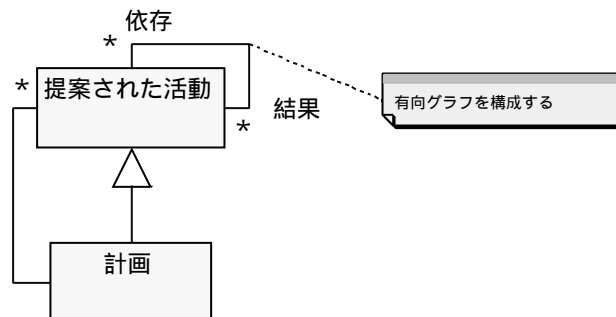 依存
*
* 提案された活動
* 結果
有向グラフを構成する
計画